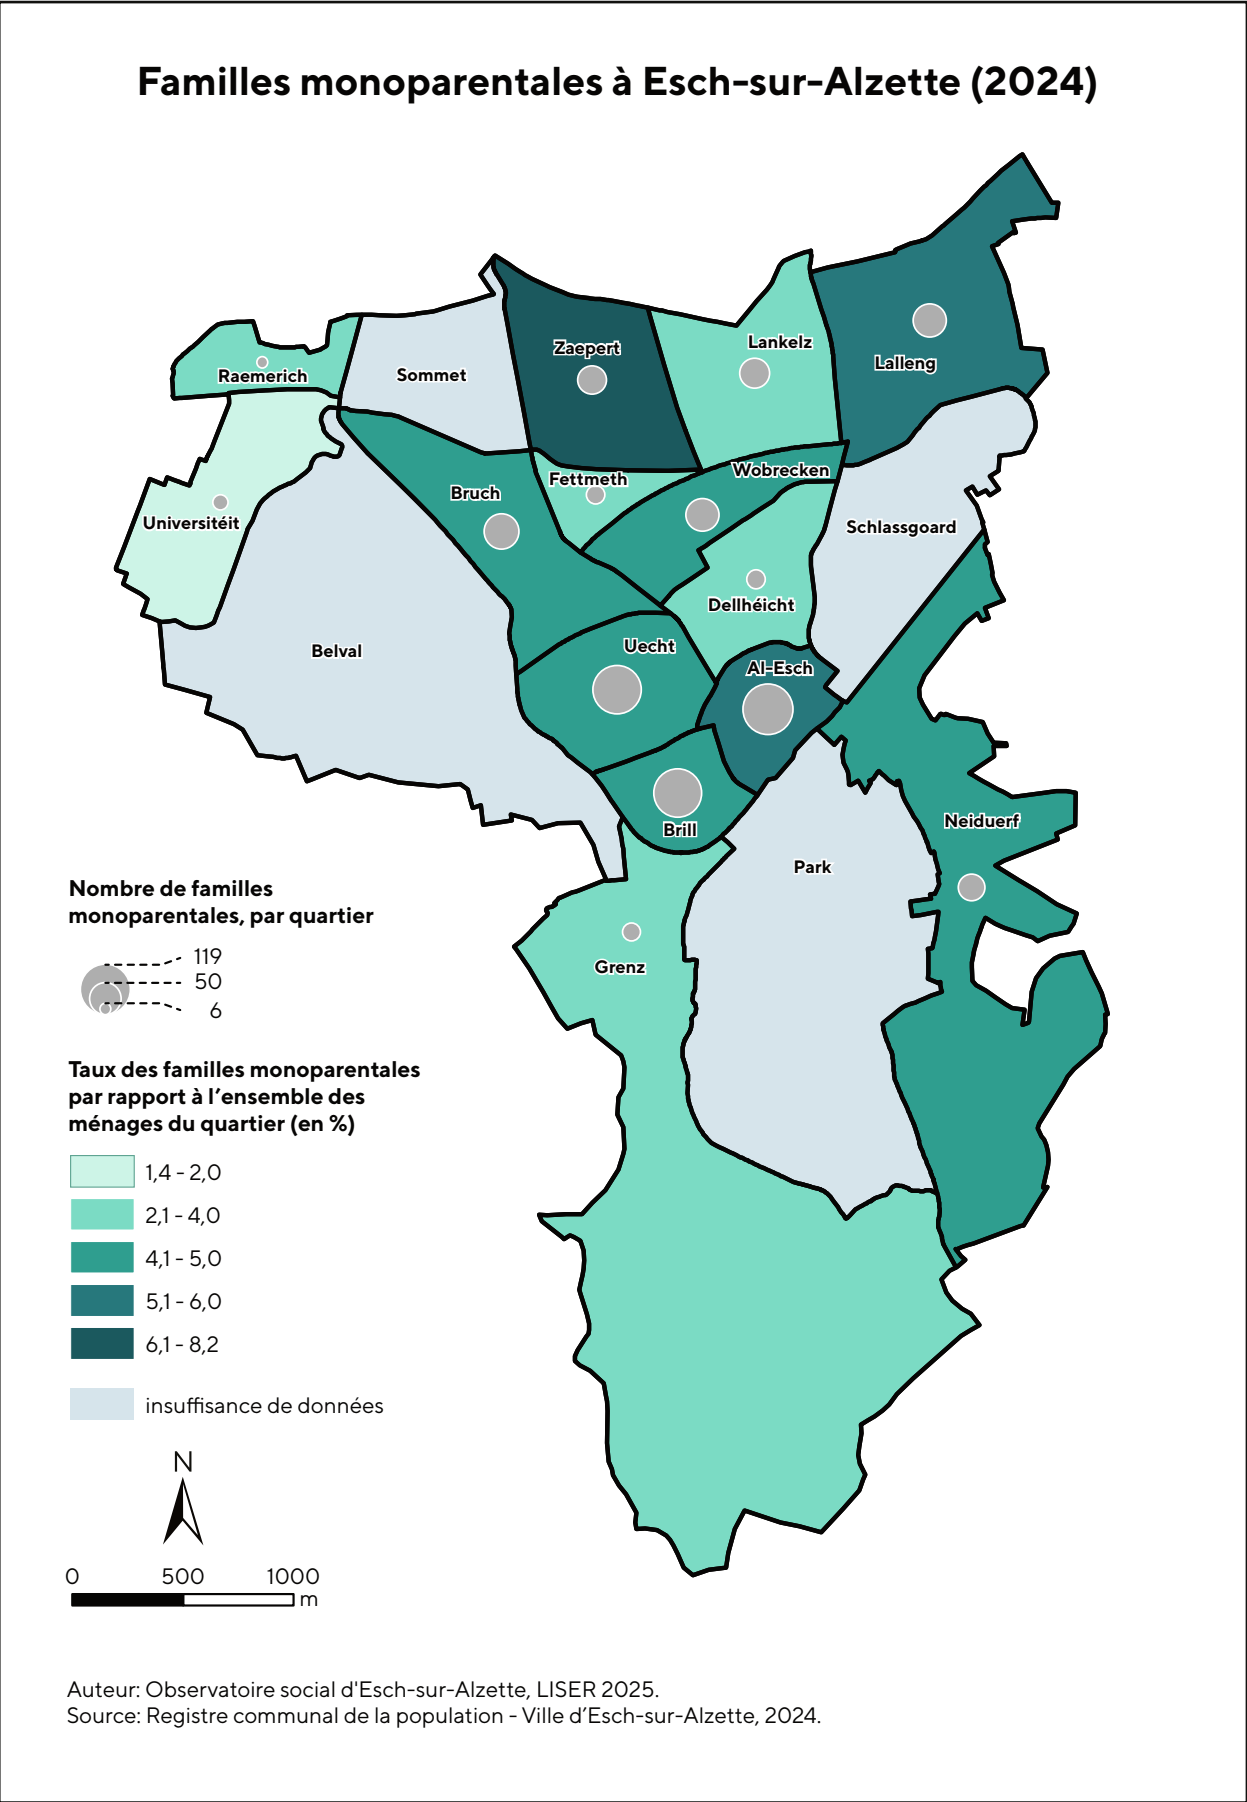 Familles monoparentales à Esch-sur-Alzette (2024)
Zaepert
Lankelz
Lalleng
Raemerich
Sommet
Fettmeth
Wobrecken
Bruch
Universitéit
Schlassgoard
Dellhéicht
Belval
Uecht
Al-Esch
Brill
Neiduerf
Park
Grenz
Nombre de familles
monoparentales, par quartier
119
50
6
Taux des familles monoparentales
par rapport à l’ensemble des
ménages du quartier (en %)
1,4 - 2,0
2,1 - 4,0
4,1 - 5,0
5,1 - 6,0
6,1 - 8,2
insuffisance de données
N
0 500 1000
m
Auteur: Observatoire social d'Esch-sur-Alzette, LISER 2025.
Source: Registre communal de la population - Ville d’Esch-sur-Alzette, 2024.